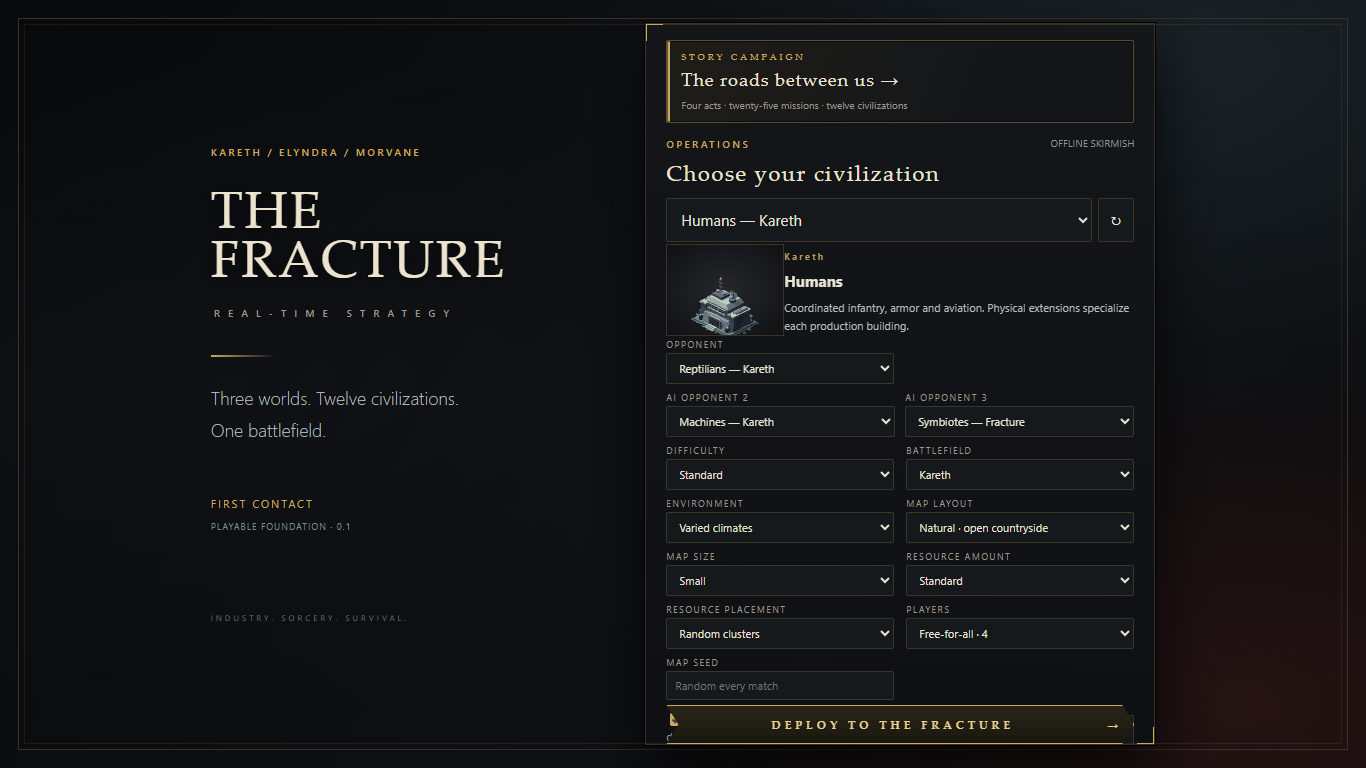 KARETH / ELYNDRA / MORVANE
THE
FRACTURE
REAL-TIME STRATEGY
Three worlds. Twelve civilizations.
One battlefield.
FIRST CONTACT
PLAYABLE FOUNDATION · 0.1
INDUSTRY. SORCERY. SURVIVAL.
STORY CAMPAIGN
The roads between us →
Four acts · twenty-five missions · twelve civilizations
OPERATIONS
OFFLINE SKIRMISH
Choose your civilization
Humans — Kareth
↻
Kareth
Humans
Coordinated infantry, armor and aviation. Physical extensions specialize
each production building.
OPPONENT
Reptilians — Kareth
AI OPPONENT 2
AI OPPONENT 3
Machines — Kareth
Symbiotes — Fracture
DIFFICULTY
BATTLEFIELD
Standard
Kareth
ENVIRONMENT
MAP LAYOUT
Varied climates
Natural · open countryside
MAP SIZE
RESOURCE AMOUNT
Small
Standard
RESOURCE PLACEMENT
PLAYERS
Random clusters
Free-for-all · 4
MAP SEED
Random every match
DEPLOY TO THE FRACTURE →